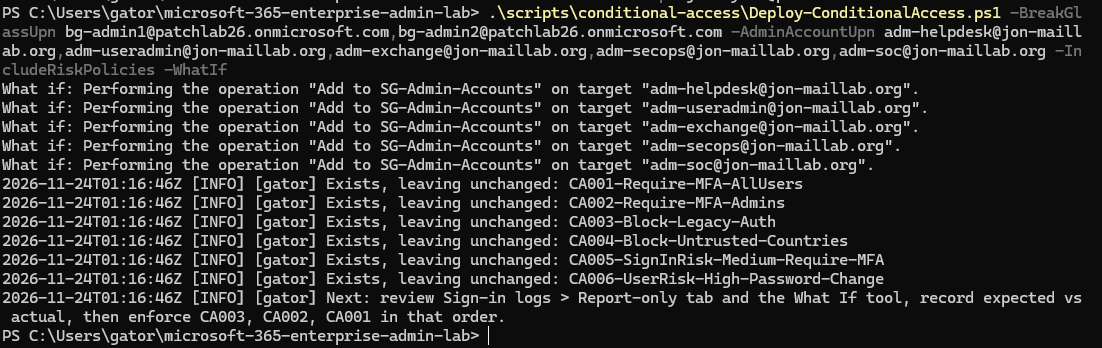 PS C:\Users\gator\microsoft-365-enterprise-admin-lab> .\scripts\conditional-access\Deploy-ConditionalAccess.ps1 -BreakGl
assUpn bg-admin1@patchlab26.onmicrosoft.com,bg-admin2@patchlab26.onmicrosoft.com -AdminAccountUpn adm-helpdesk@jon-maill
ab.org,adm-useradmin@jon-maillab.org,adm-exchange@jon-maillab.org,adm-secops@jon-maillab.org,adm-soc@jon-maillab.org -In
cludeRiskPolicies -WhatIf
What if: Performing the operation "Add to SG-Admin-Accounts" on target "adm-helpdesk@jon-maillab.org".
What if: Performing the operation "Add to SG-Admin-Accounts" on target "adm-useradmin@jon-maillab.org".
What if: Performing the operation "Add to SG-Admin-Accounts" on target "adm-exchange@jon-maillab.org".
What if: Performing the operation "Add to SG-Admin-Accounts" on target "adm-secops@jon-maillab.org".
What if: Performing the operation "Add to SG-Admin-Accounts" on target "adm-soc@jon-maillab.org".
2026-11-24T01:16:46Z [INFO] [gator] Exists, leaving unchanged: CA001-Require-MFA-AllUsers
2026-11-24T01:16:46Z [INFO] [gator] Exists, leaving unchanged: CA002-Require-MFA-Admins
2026-11-24T01:16:46Z [INFO] [gator] Exists, leaving unchanged: CA003-Block-Legacy-Auth
2026-11-24T01:16:46Z [INFO] [gator] Exists, leaving unchanged: CA004-Block-Untrusted-Countries
2026-11-24T01:16:46Z [INFO] [gator] Exists, leaving unchanged: CA005-SignInRisk-Medium-Require-MFA
2026-11-24T01:16:46Z [INFO] [gator] Exists, leaving unchanged: CA006-UserRisk-High-Password-Change
2026-11-24T01:16:46Z [INFO] [gator] Next: review Sign-in logs > Report-only tab and the What If tool, record expected vs
 actual, then enforce CA003, CA002, CA001 in that order.
PS C:\Users\gator\microsoft-365-enterprise-admin-lab>